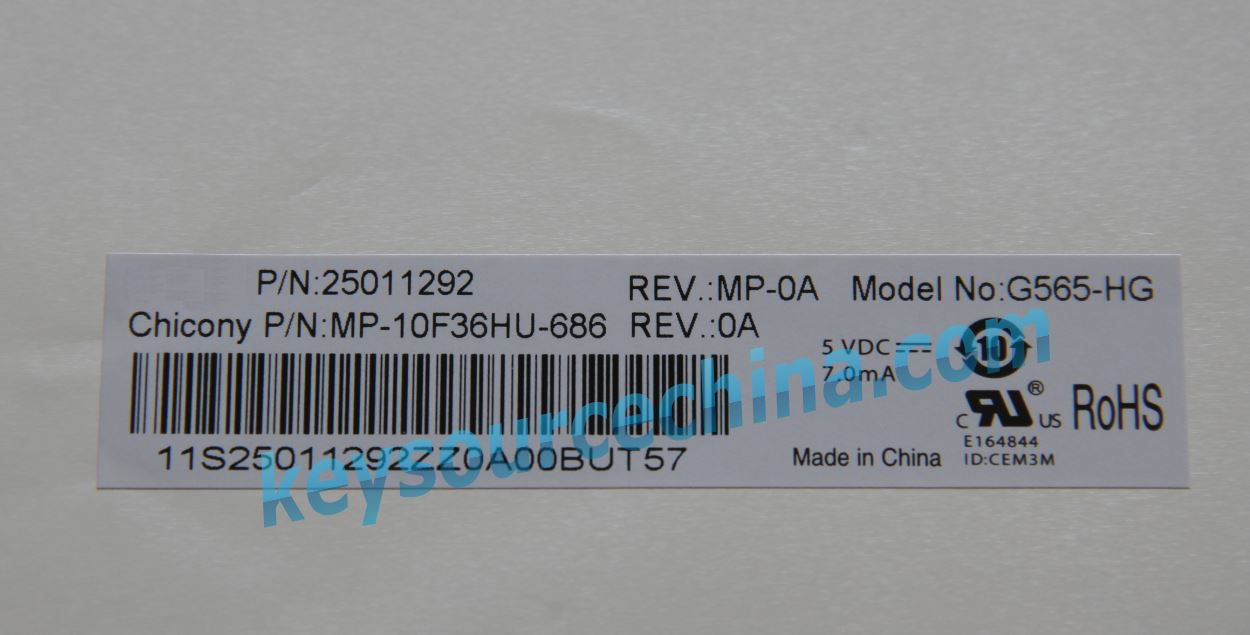 P/N:25011292 REV.:MP-0A Model No:G565-HG
Chicony P/N:MP-10F36HU-686 REV.:0A
5 VDC
7.0mA
10
R
C RU ® US
RoHS
E164844
ID:CEM3M
Made in China
11S25011292ZZ0A00BUT57
keysourcechina.com